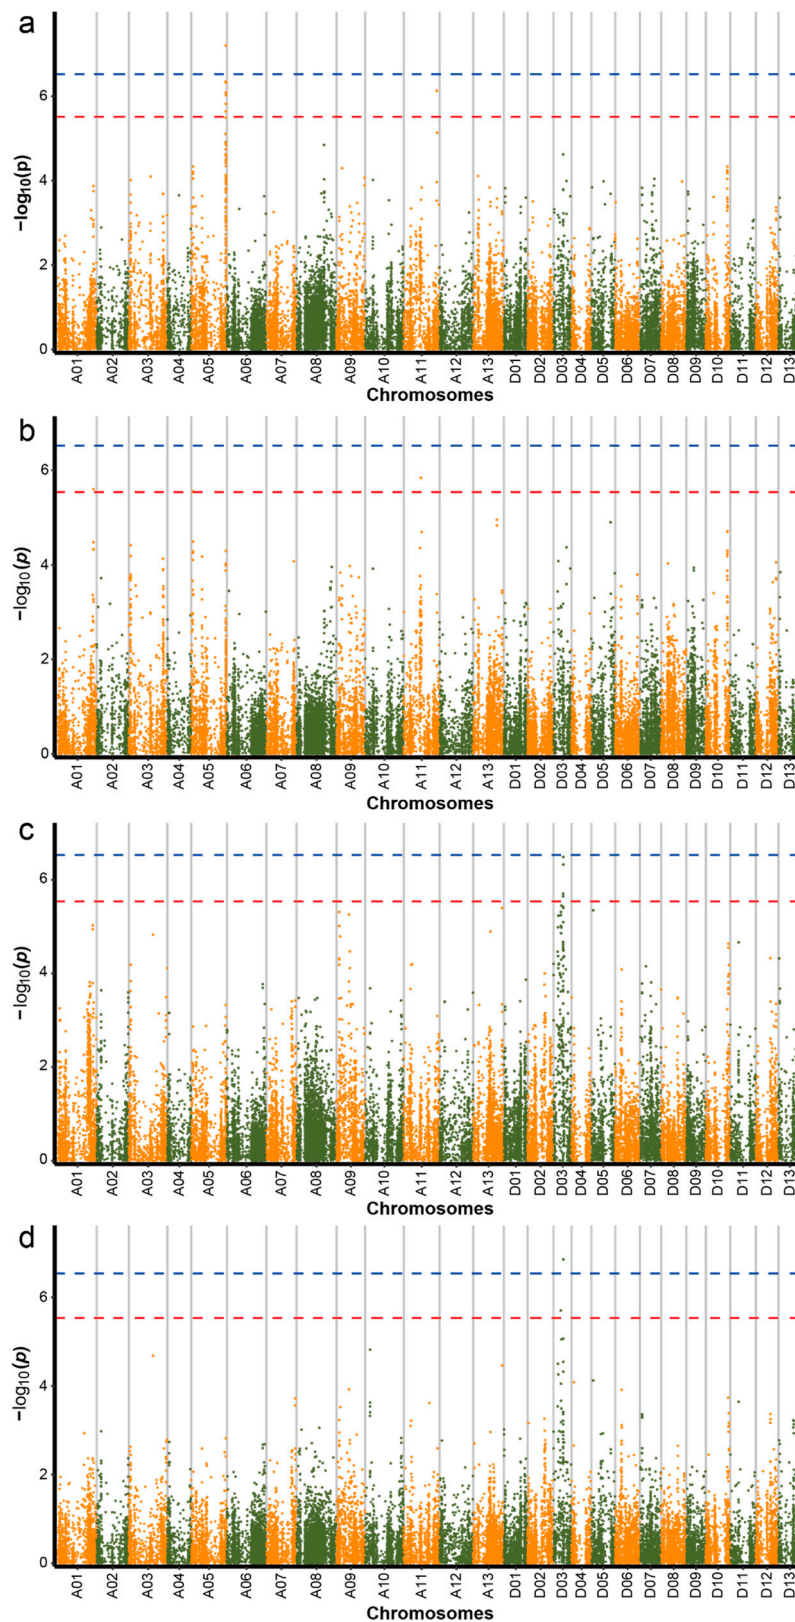 a
6
4
2
0
−log₁₀(p)
A01 A02 A03 A04 A05 A06 A07 A08 A09 A10 A11 A12 A13 D01 D02 D03 D04 D05 D06 D07 D08 D09 D10 D11 D12 D13
Chromosomes
b
6
4
2
0
−log₁₀(p)
A01 A02 A03 A04 A05 A06 A07 A08 A09 A10 A11 A12 A13 D01 D02 D03 D04 D05 D06 D07 D08 D09 D10 D11 D12 D13
Chromosomes
c
6
4
2
0
−log₁₀(p)
A01 A02 A03 A04 A05 A06 A07 A08 A09 A10 A11 A12 A13 D01 D02 D03 D04 D05 D06 D07 D08 D09 D10 D11 D12 D13
Chromosomes
d
6
4
2
0
−log₁₀(p)
A01 A02 A03 A04 A05 A06 A07 A08 A09 A10 A11 A12 A13 D01 D02 D03 D04 D05 D06 D07 D08 D09 D10 D11 D12 D13
Chromosomes